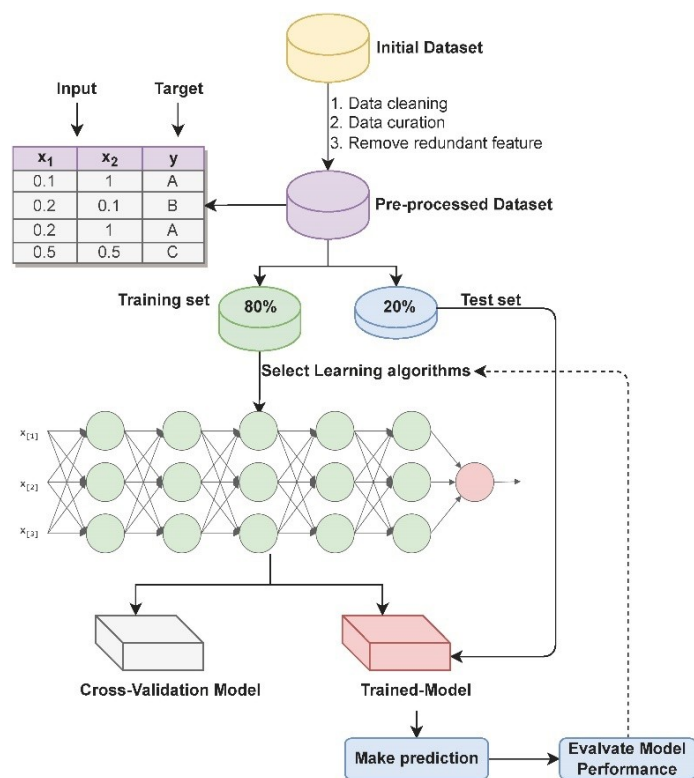 Initial Dataset
1. Data cleaning
2. Data curation
3. Remove redundant feature
Input Target
x1 x2 y
0.1 1 A
0.2 0.1 B
0.2 1 A
0.5 0.5 C
Pre-processed Dataset
Training set 80%
20% Test set
Select Learning algorithms
x[1]
x[2]
x[3]
Cross-Validation Model
Trained-Model
Make prediction
Evalvate Model
Performance